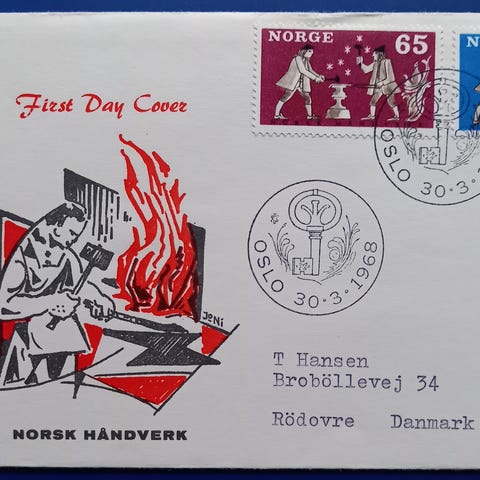 NORGE 65
N
First Day Cover
OSLO 30·3·
OSLO 30·3·1968
JoNi
T Hansen
Broböllevej 34
Rödovre Danmark
NORSK HÅNDVERK